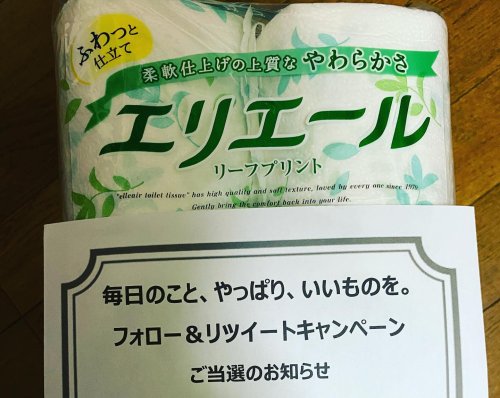 ふわっと
仕立て
柔軟仕上げの上質な やわらかさ
エリエール
リーフプリント
"elleair toilet tissue" has high quality and soft texture, loved by every one since 1979
Gently bring the comfort back into your life.
毎日のこと、やっぱり、いいものを。
フォロー＆リツイートキャンペーン
ご当選のお知らせ